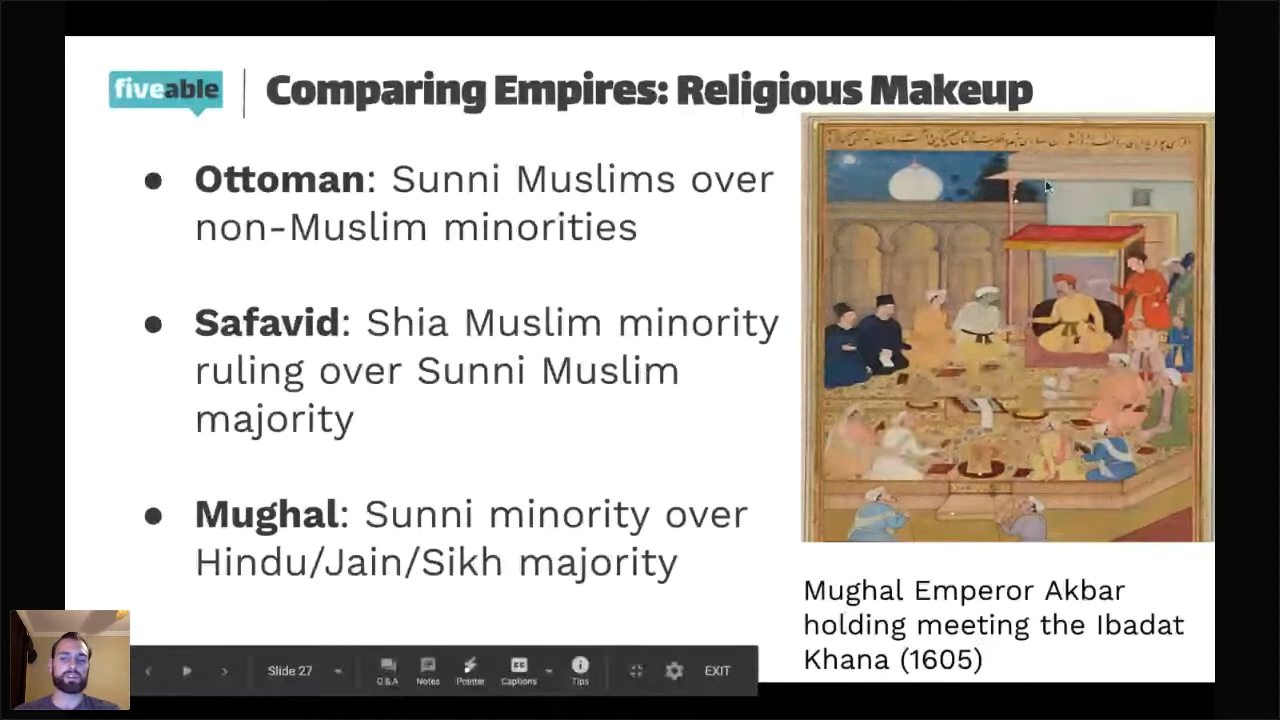 fiveable
Comparing Empires: Religious Makeup
● Ottoman: Sunni Muslims over
non-Muslim minorities
● Safavid: Shia Muslim minority
ruling over Sunni Muslim
majority
● Mughal: Sunni minority over
Hindu/Jain/Sikh majority
Mughal Emperor Akbar
holding meeting the Ibadat
Khana (1605)
Slide 27
Q&A
Notes
Pointer
Captions
Tips
EXIT